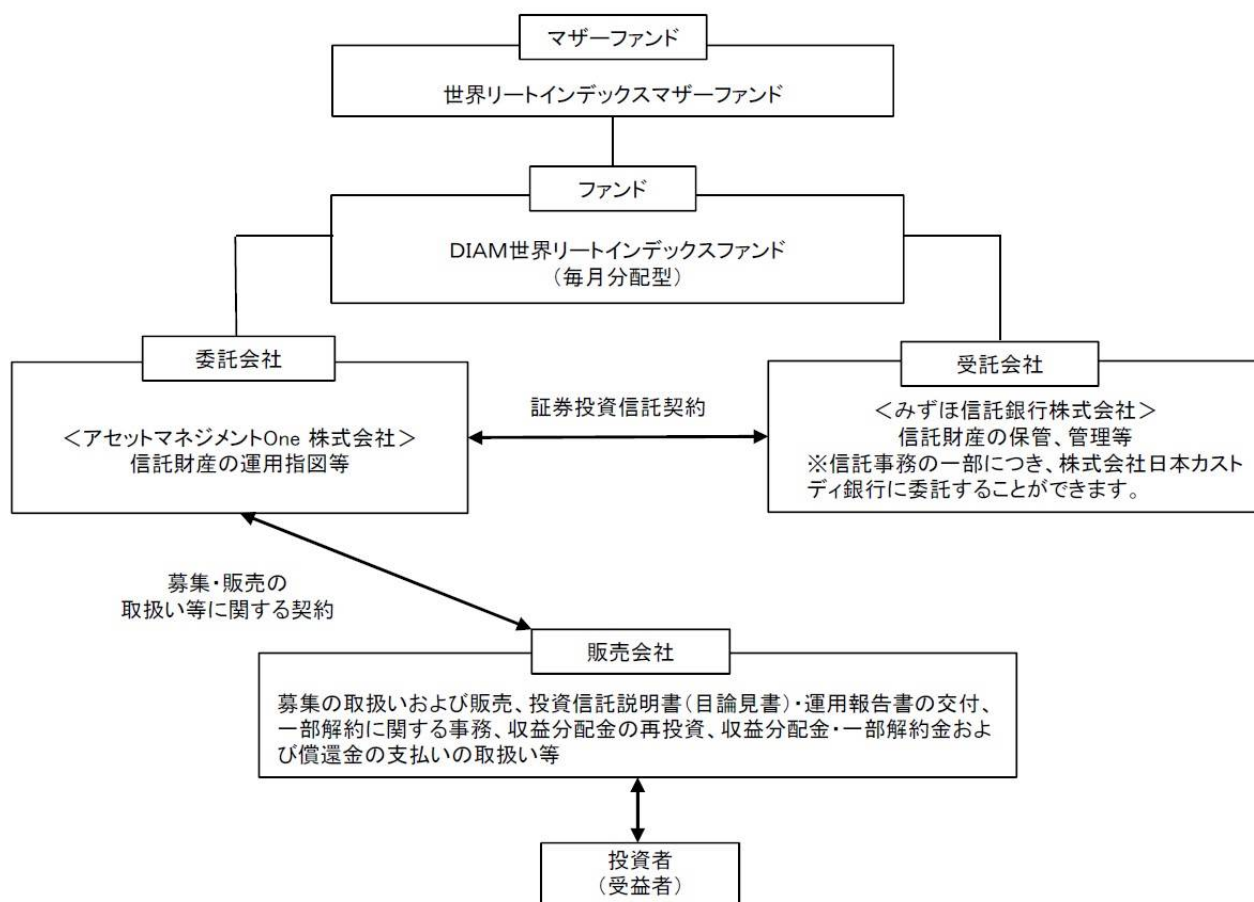 マザーファンド
世界リートインデックスマザーファンド
ファンド
DIAM世界リートインデックスファンド
（毎月分配型）
委託会社
＜アセットマネジメントOne 株式会社＞
信託財産の運用指図等
証券投資信託契約
受託会社
＜みずほ信託銀行株式会社＞
信託財産の保管、管理等
※信託事務の一部につき、株式会社日本カスト
ディ銀行に委託することができます。
募集・販売の
取扱い等に関する契約
販売会社
募集の取扱いおよび販売、投資信託説明書（目論見書）・運用報告書の交付、
一部解約に関する事務、収益分配金の再投資、収益分配金・一部解約金およ
び償還金の支払いの取扱い等
投資者
（受益者）